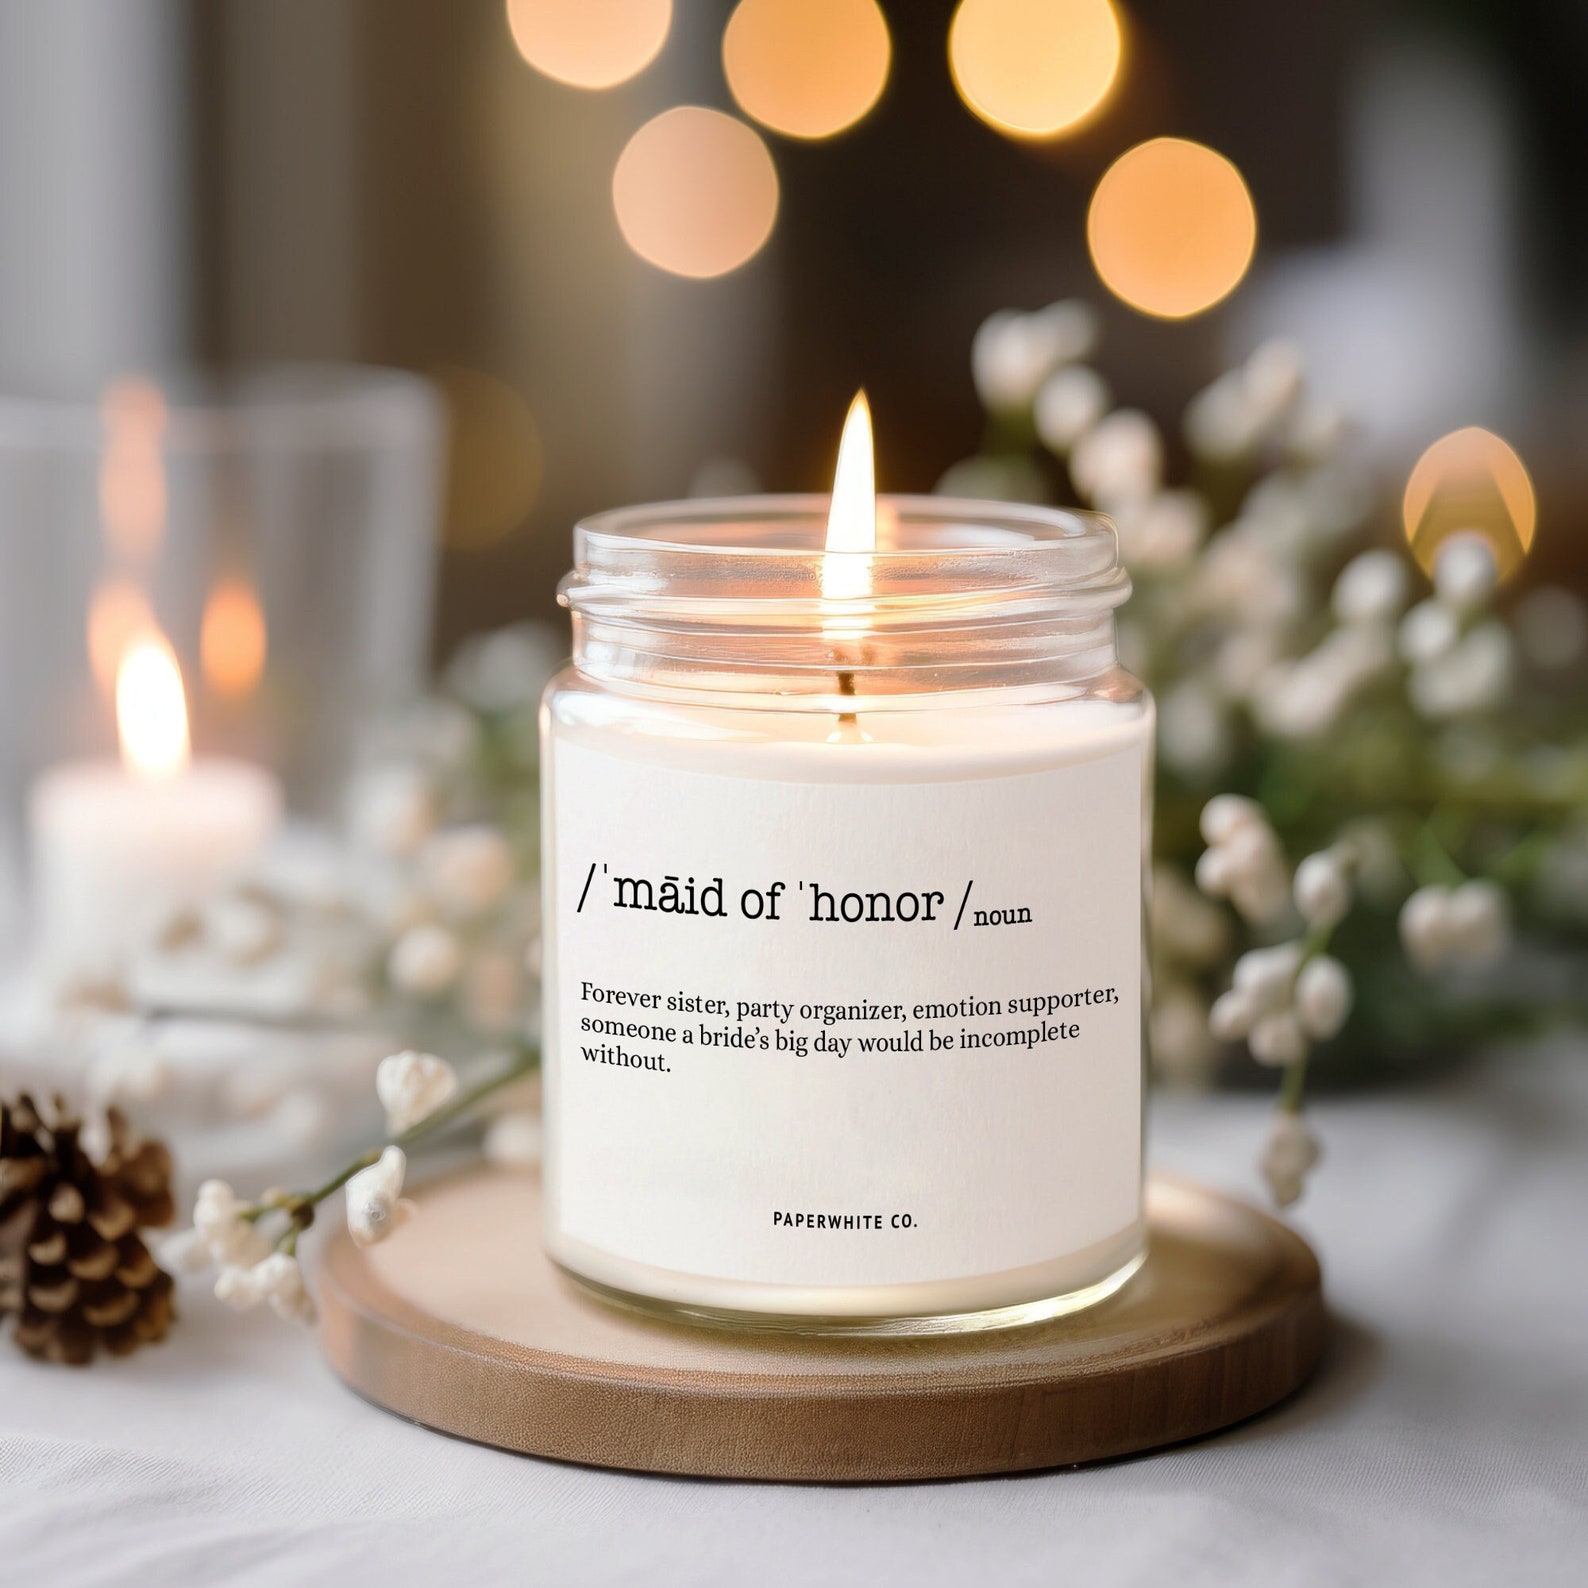 /ˈmāid of ˈhonor /noun
Forever sister, party organizer, emotion supporter,
someone a bride’s big day would be incomplete
without.
PAPERWHITE CO.